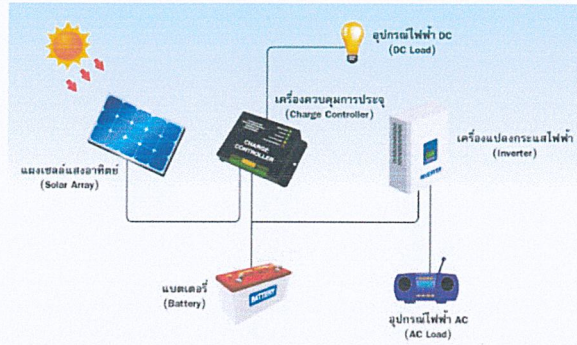 อุปกรณ์ไฟฟ้า DC
(DC Load)
เครื่องควบคุมการประจุ
(Charge Controller)
เครื่องแปลงกระแสไฟฟ้า
(Inverter)
CHARGE
CONTROLLER
แผงเซลล์แสงอาทิตย์
(Solar Array)
INVERTER
แบตเตอรี่
(Battery)
BATTERY
อุปกรณ์ไฟฟ้า AC
(AC Load)